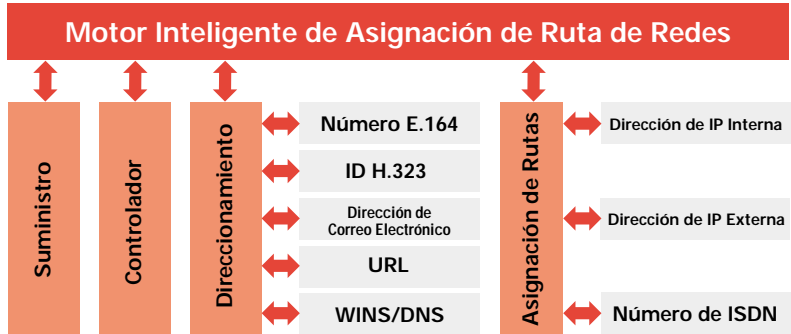 Motor Inteligente de Asignación de Ruta de Redes
Suministro
Controlador
Direccionamiento
Número E.164
ID H.323
Dirección de
Correo Electrónico
URL
WINS/DNS
Asignación de Rutas
Dirección de IP Interna
Dirección de IP Externa
Número de ISDN